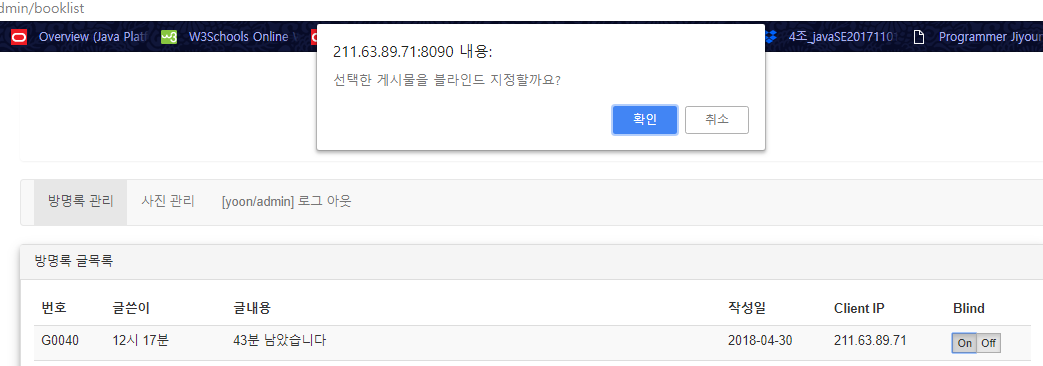 dmin/booklist
Overview (Java Plat
W3Schools Online
4조_javaSE20171101
Programmer Jiyour
211.63.89.71:8090 내용:
선택한 게시물을 블라인드 지정할까요?
확인 취소
방명록 관리 사진 관리 [yoon/admin] 로그 아웃
방명록 글목록
번호 글쓴이 글내용 작성일 Client IP Blind
G0040 12시 17분 43분 남았습니다 2018-04-30 211.63.89.71 On Off